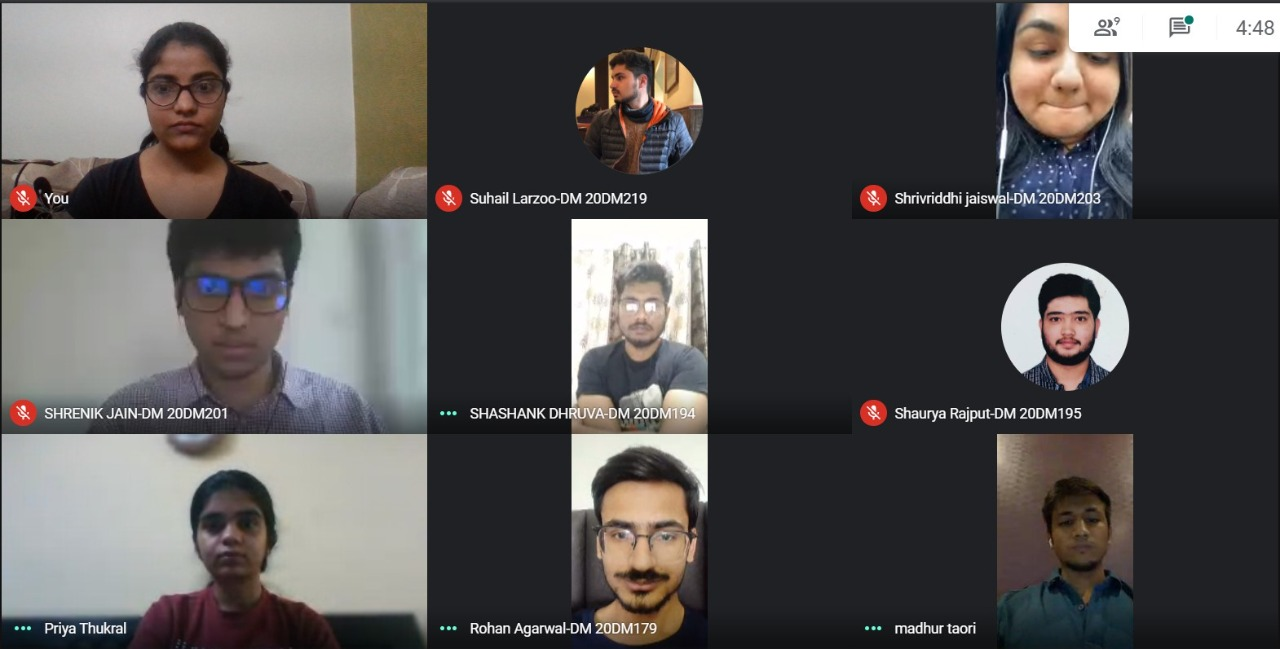 9
4:48
You
Suhail Larzoo-DM 20DM219
Shrivriddhi jaiswal-DM 20DM203
SHRENIK JAIN-DM 20DM201
SHASHANK DHRUVA-DM 20DM194
Shaurya Rajput-DM 20DM195
Priya Thukral
Rohan Agarwal-DM 20DM179
madhur taori